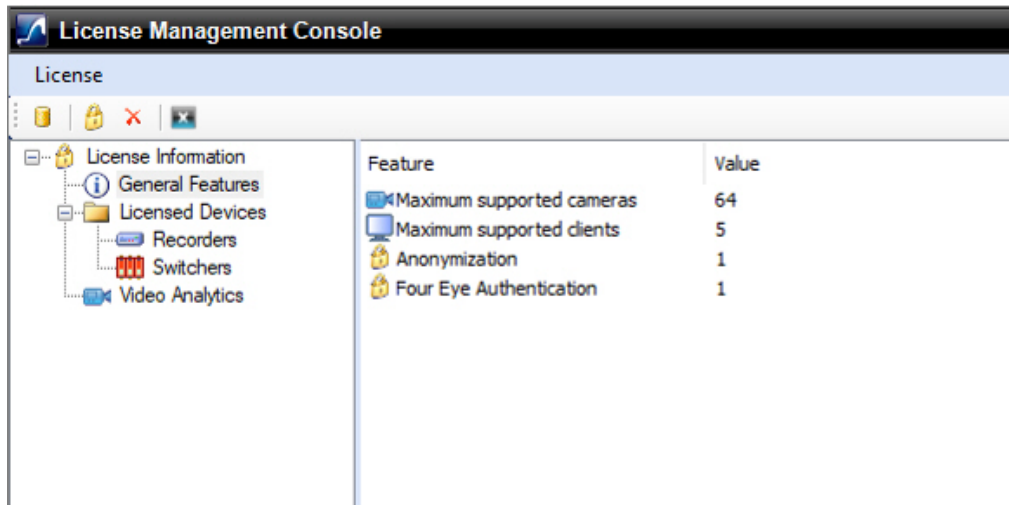 License Management Console
License
License Information
General Features
Licensed Devices
Recorders
Switchers
Video Analytics
Feature Value
Maximum supported cameras 64
Maximum supported clients 5
Anonymization 1
Four Eye Authentication 1